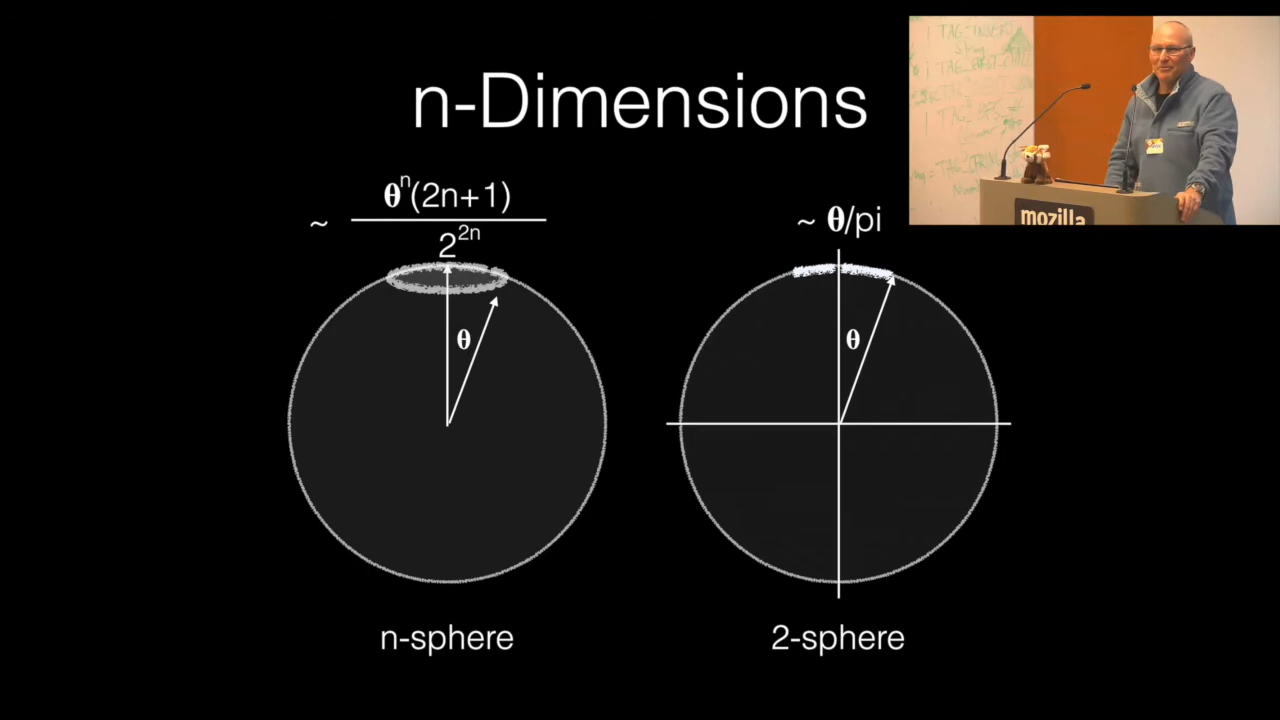 n-Dimensions
~ θⁿ(2n+1)
2²ⁿ
~ θ/pi
θ
θ
n-sphere
2-sphere
mozilla